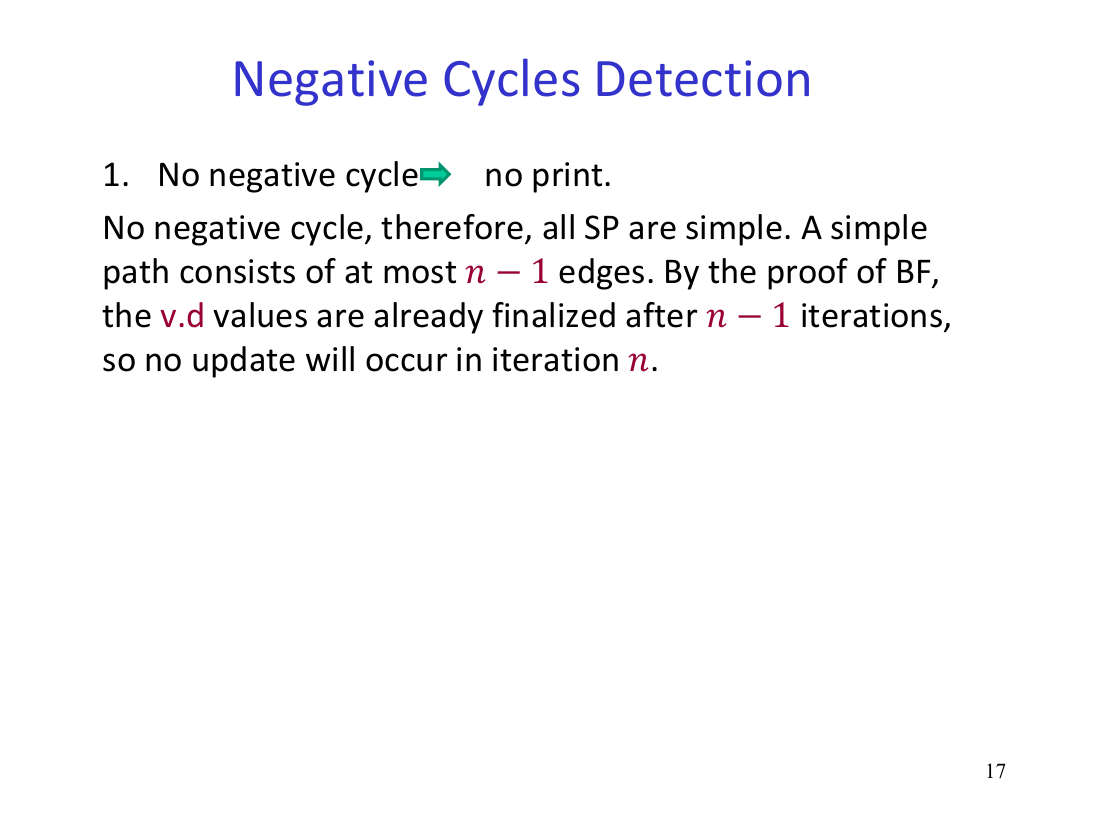 Negative Cycles Detection
1. No negative cycle ➡ no print.
No negative cycle, therefore, all SP are simple. A simple
path consists of at most n − 1 edges. By the proof of BF,
the v.d values are already finalized after n − 1 iterations,
so no update will occur in iteration n.
17